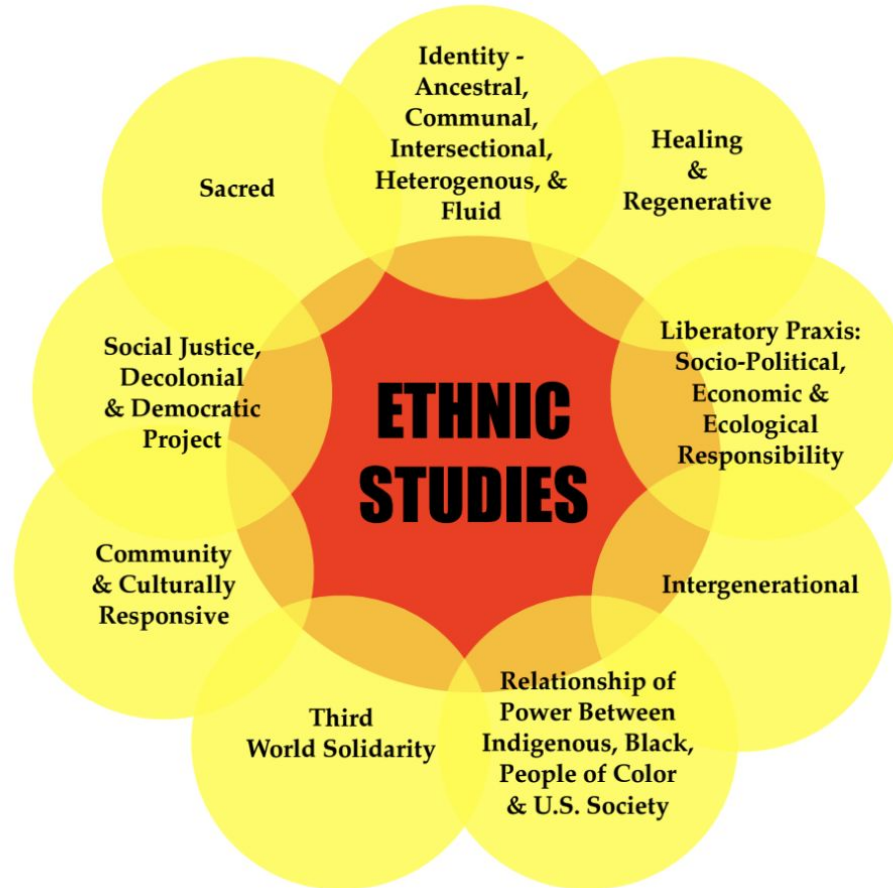 Identity -
Ancestral,
Communal,
Intersectional,
Heterogenous, &
Fluid
Healing
&
Regenerative
Liberatory Praxis:
Socio-Political,
Economic &
Ecological
Responsibility
Intergenerational
Relationship of
Power Between
Indigenous, Black,
People of Color
& U.S. Society
Third
World Solidarity
Community
& Culturally
Responsive
Social Justice,
Decolonial
& Democratic
Project
Sacred
ETHNIC
STUDIES